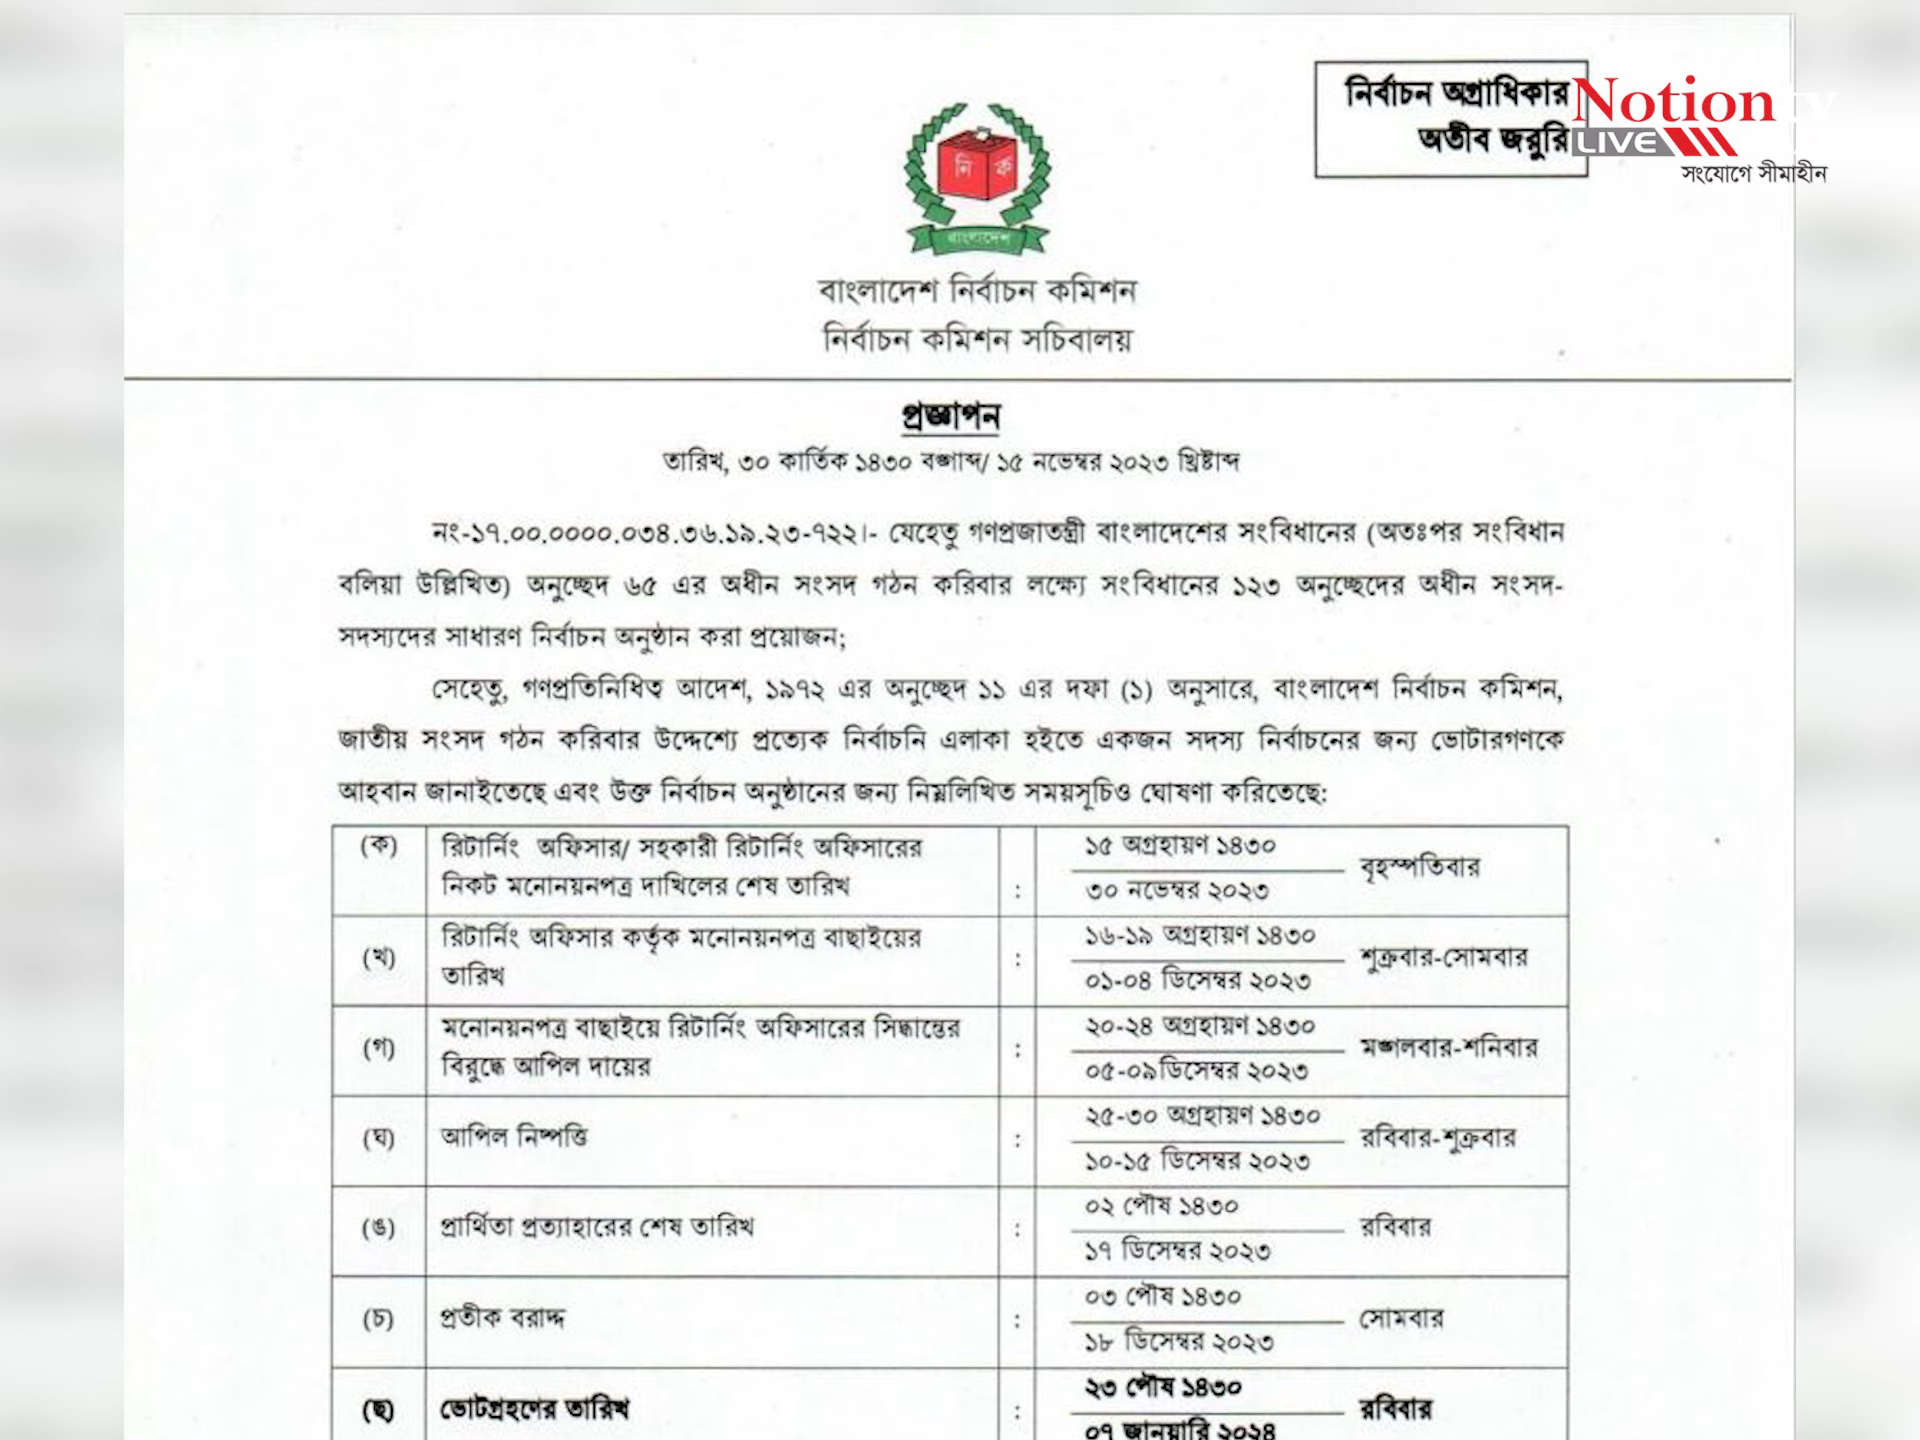 নির্বাচন অগ্রাধিকার
অতীব জরুরি
Notion tv
LIVE
সংযোগে সীমাহীন
নি ক
বাংলাদেশ
বাংলাদেশ নির্বাচন কমিশন
নির্বাচন কমিশন সচিবালয়
প্রজ্ঞাপন
তারিখ, ৩০ কার্তিক ১৪৩০ বঙ্গাব্দ/ ১৫ নভেম্বর ২০২৩ খ্রিষ্টাব্দ
নং-১৭.০০.০০০০.০৩৪.৩৬.১৯.২৩-৭২২।- যেহেতু গণপ্রজাতন্ত্রী বাংলাদেশের সংবিধানের (অতঃপর সংবিধান
বলিয়া উল্লিখিত) অনুচ্ছেদ ৬৫ এর অধীন সংসদ গঠন করিবার লক্ষ্যে সংবিধানের ১২৩ অনুচ্ছেদের অধীন সংসদ-
সদস্যদের সাধারণ নির্বাচন অনুষ্ঠান করা প্রয়োজন;
সেহেতু, গণপ্রতিনিধিত্ব আদেশ, ১৯৭২ এর অনুচ্ছেদ ১১ এর দফা (১) অনুসারে, বাংলাদেশ নির্বাচন কমিশন,
জাতীয় সংসদ গঠন করিবার উদ্দেশ্যে প্রত্যেক নির্বাচনি এলাকা হইতে একজন সদস্য নির্বাচনের জন্য ভোটারগণকে
আহবান জানাইতেছে এবং উক্ত নির্বাচন অনুষ্ঠানের জন্য নিম্নলিখিত সময়সূচিও ঘোষণা করিতেছে:
(ক) রিটার্নিং অফিসার/ সহকারী রিটার্নিং অফিসারের
নিকট মনোনয়নপত্র দাখিলের শেষ তারিখ :
১৫ অগ্রহায়ণ ১৪৩০
৩০ নভেম্বর ২০২৩
বৃহস্পতিবার
(খ) রিটার্নিং অফিসার কর্তৃক মনোনয়নপত্র বাছাইয়ের
তারিখ :
১৬-১৯ অগ্রহায়ণ ১৪৩০
০১-০৪ ডিসেম্বর ২০২৩
শুক্রবার-সোমবার
(গ) মনোনয়নপত্র বাছাইয়ে রিটার্নিং অফিসারের সিদ্ধান্তের
বিরুদ্ধে আপিল দায়ের :
২০-২৪ অগ্রহায়ণ ১৪৩০
০৫-০৯ডিসেম্বর ২০২৩
মঙ্গলবার-শনিবার
(ঘ) আপিল নিষ্পত্তি :
২৫-৩০ অগ্রহায়ণ ১৪৩০
১০-১৫ ডিসেম্বর ২০২৩
রবিবার-শুক্রবার
(ঙ) প্রার্থিতা প্রত্যাহারের শেষ তারিখ :
০২ পৌষ ১৪৩০
১৭ ডিসেম্বর ২০২৩
রবিবার
(চ) প্রতীক বরাদ্দ :
০৩ পৌষ ১৪৩০
১৮ ডিসেম্বর ২০২৩
সোমবার
(ছ) ভোটগ্রহণের তারিখ :
২৩ পৌষ ১৪৩০
০৭ জানুয়ারি ২০২৪
রবিবার